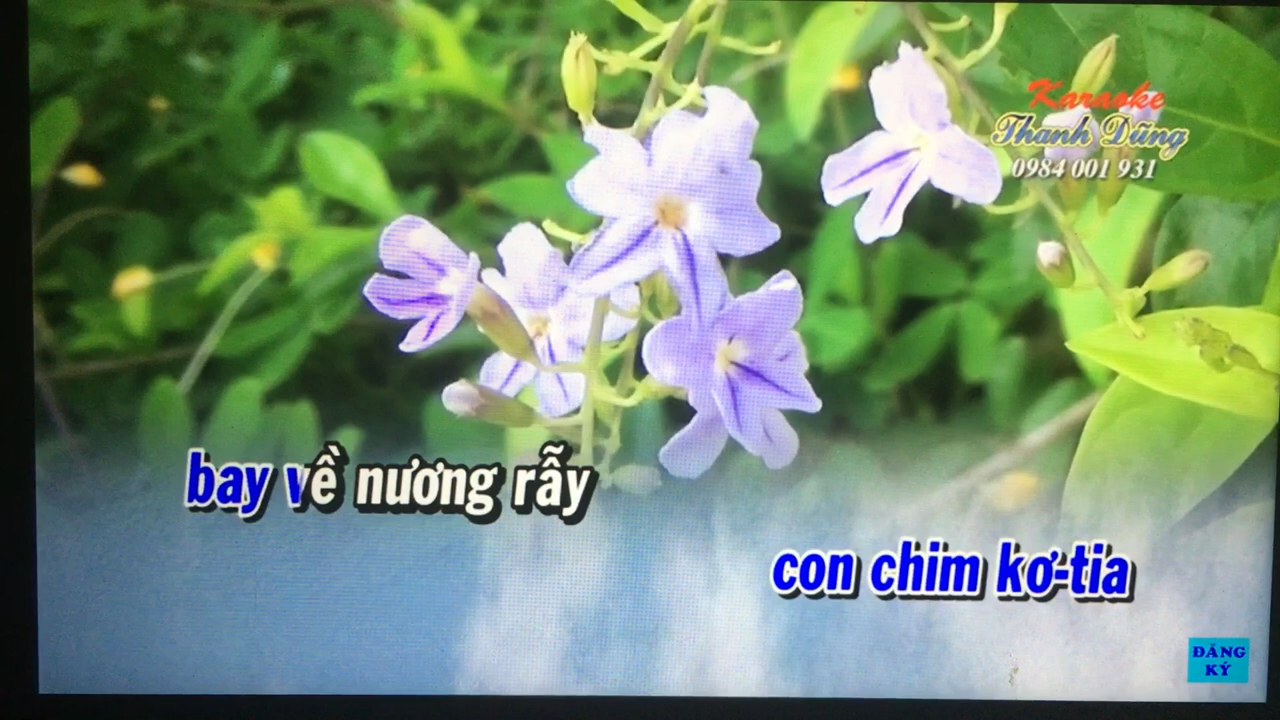 Karaoke
Thanh Dũng
0984 001 931
bay về nương rẫy
con chim kơ-tia
ĐĂNG
KÝ